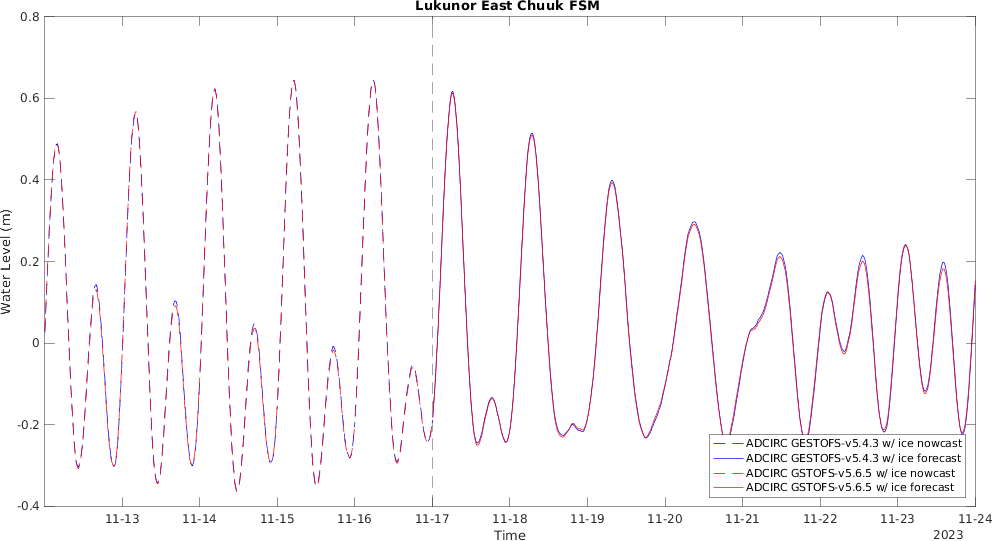 Lukunor East Chuuk FSM
0.8
0.6
0.4
0.2
0
-0.2
-0.4
Water Level (m)
ADCIRC GESTOFS-v5.4.3 w/ ice nowcast
ADCIRC GESTOFS-v5.4.3 w/ ice forecast
ADCIRC GSTOFS-v5.6.5 w/ ice nowcast
ADCIRC GSTOFS-v5.6.5 w/ ice forecast
11-13 11-14 11-15 11-16 11-17 11-18 11-19 11-20 11-21 11-22 11-23 11-24
Time
2023